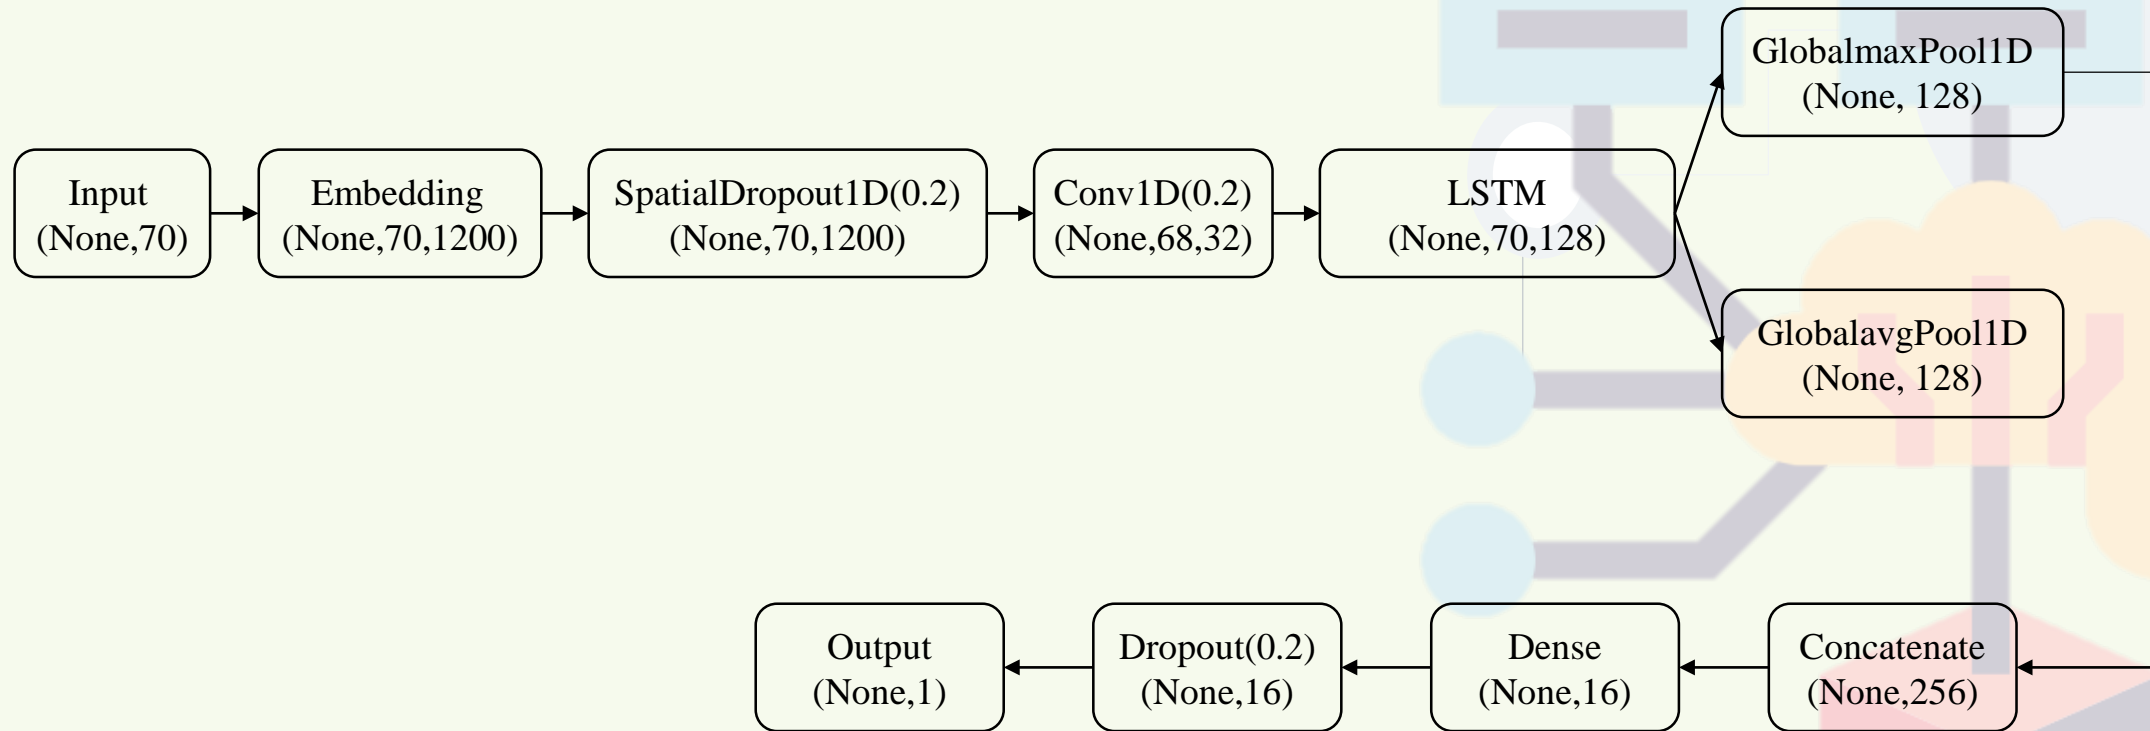 GlobalmaxPool1D
(None, 128)
Input
(None,70)
Embedding
(None,70,1200)
SpatialDropout1D(0.2)
(None,70,1200)
Conv1D(0.2)
(None,68,32)
LSTM
(None,70,128)
GlobalavgPool1D
(None, 128)
Output
(None,1)
Dropout(0.2)
(None,16)
Dense
(None,16)
Concatenate
(None,256)